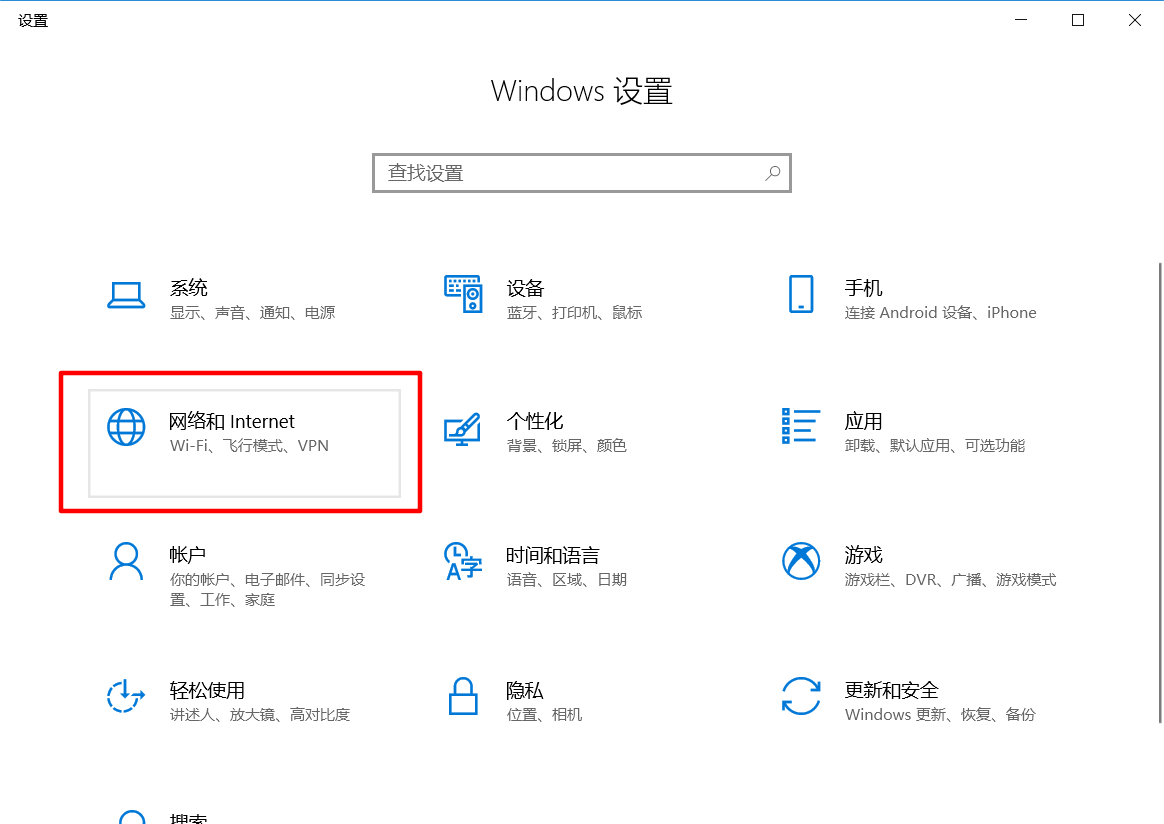 设置
Windows 设置
查找设置
系统
显示、声音、通知、电源
设备
蓝牙、打印机、鼠标
手机
连接 Android 设备、iPhone
网络和 Internet
Wi-Fi、飞行模式、VPN
个性化
背景、锁屏、颜色
应用
卸载、默认应用、可选功能
帐户
你的帐户、电子邮件、同步设
置、工作、家庭
时间和语言
语音、区域、日期
游戏
游戏栏、DVR、广播、游戏模式
轻松使用
讲述人、放大镜、高对比度
隐私
位置、相机
更新和安全
Windows 更新、恢复、备份
搜索